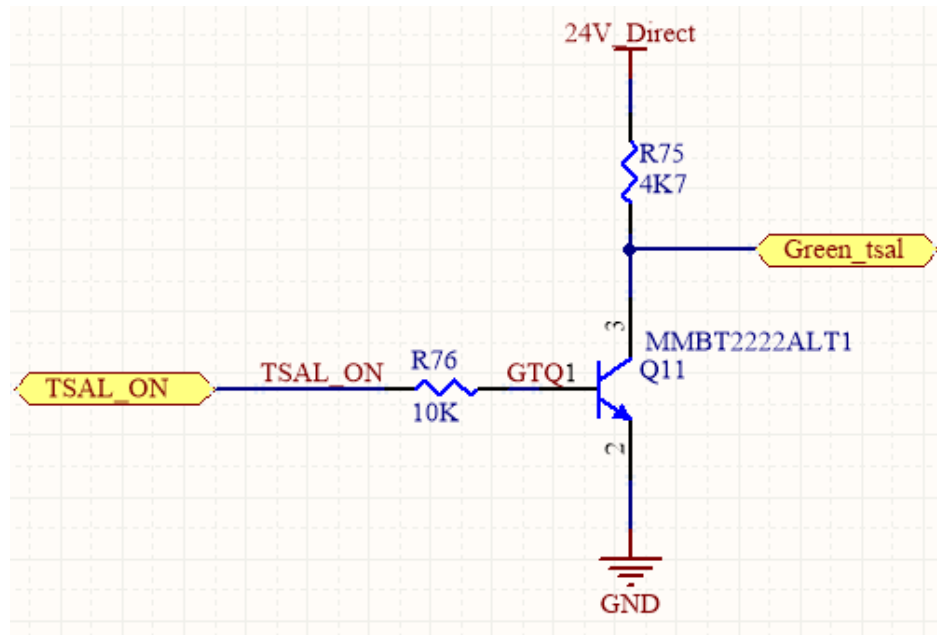 24V_Direct
R75
4K7
Green_tsal
3
MMBT2222ALT1
Q11
R76
TSAL_ON
TSAL_ON
GTQ1
10K
2
GND